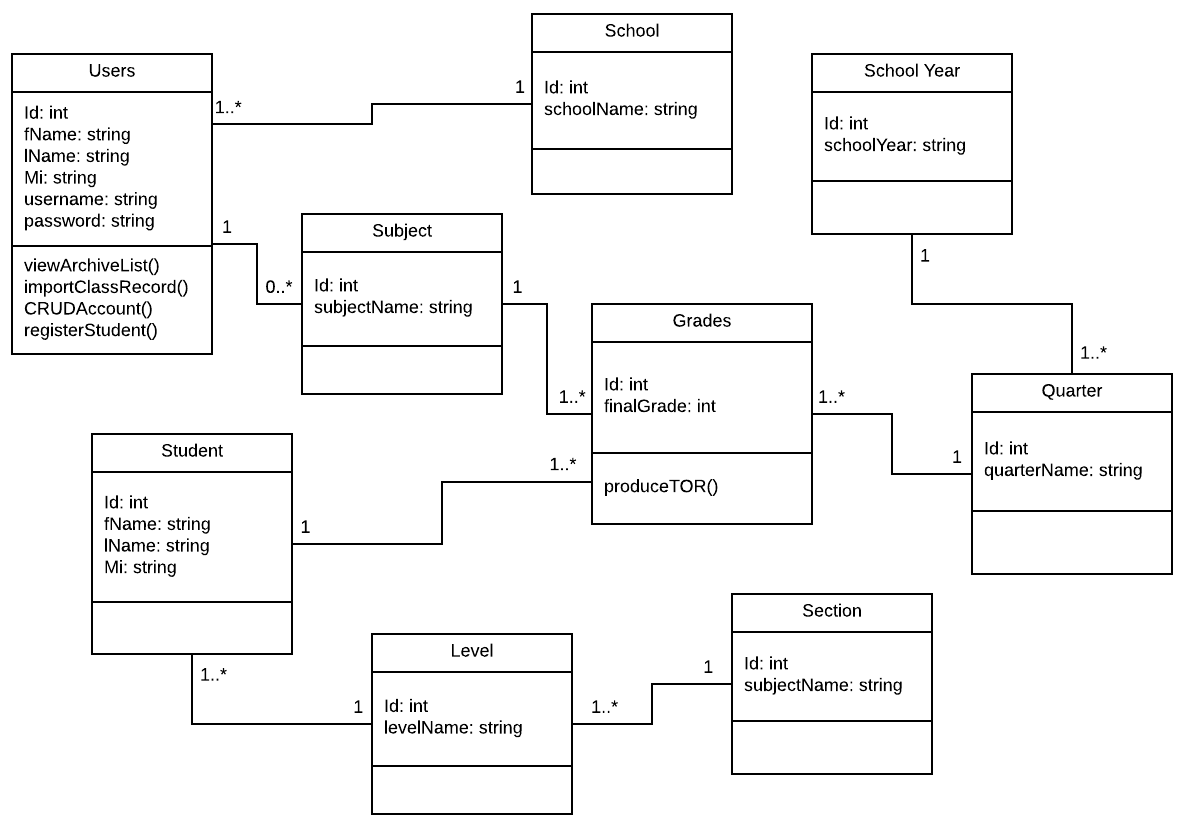 School
Id: int
schoolName: string
Users
Id: int
fName: string
lName: string
Mi: string
username: string
password: string
viewArchiveList()
importClassRecord()
CRUDAccount()
registerStudent()
1..*
1
School Year
Id: int
schoolYear: string
1
0..*
Subject
Id: int
subjectName: string
1
1..*
1
1..*
Grades
Id: int
finalGrade: int
produceTOR()
1..*
1
Quarter
Id: int
quarterName: string
Student
Id: int
fName: string
lName: string
Mi: string
1
1..*
1..*
1
Level
Id: int
levelName: string
1..*
1
Section
Id: int
subjectName: string